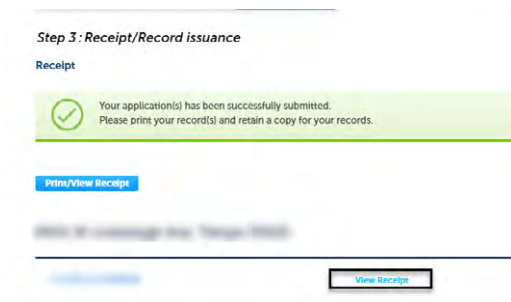 Step 3: Receipt/Record issuance
Receipt
Your application(s) has been successfully submitted.
Please print your record(s) and retain a copy for your records.
Print/View Receipt
View Receipt